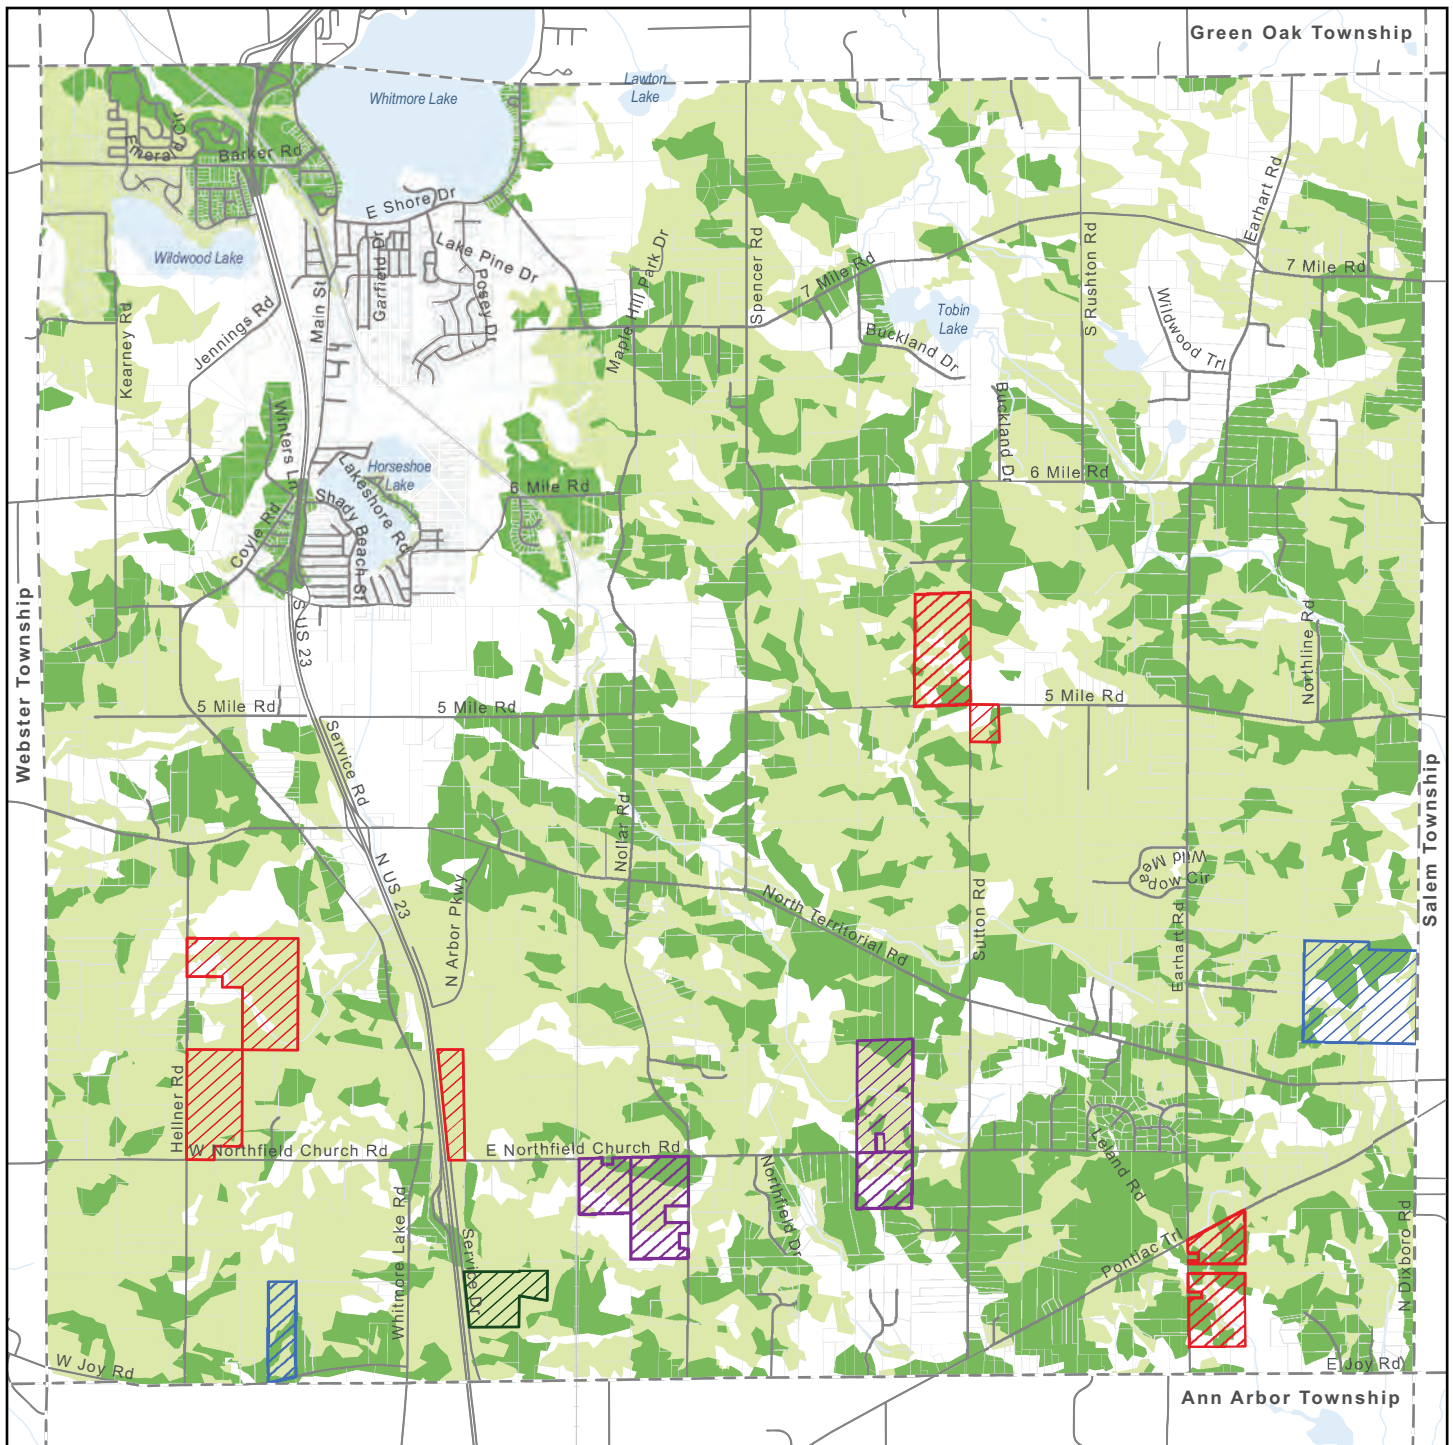 Green Oak Township
Lawton
Lake
Whitmore Lake
Emerald Cir
Barker Rd
E Shore Dr
Earhart Rd
Wildwood Lake
Garfield Dr
Lake Pine Dr
Posey Dr
Maple Hill Park Dr
Spencer Rd
7 Mile Rd
S Rushton Rd
7 Mile Rd
Kearney Rd
Jennings Rd
Main St
Tobin
Lake
Buckland Dr
Wildwood Trl
Winters Ln
Buckland Dr
Horseshoe
Lake
6 Mile Rd
6 Mile Rd
Lakeshore Rd
Shady Beach St
Coyle Rd
Webster Township
S US 23
Northline Rd
5 Mile Rd
5 Mile Rd
5 Mile Rd
Service Rd
Salem Township
Nollar Rd
N US 23
N Arbor Pkwy
Wild Mea
dow Cir
North Territorial Rd
Sutton Rd
Earhart Rd
Hellner Rd
W Northfield Church Rd
E Northfield Church Rd
Leland Rd
Northfield Dr
Whitmore Lake Rd
Service Dr
Pontiac Trl
N Dixboro Rd
W Joy Rd
E Joy Rd
Ann Arbor Township